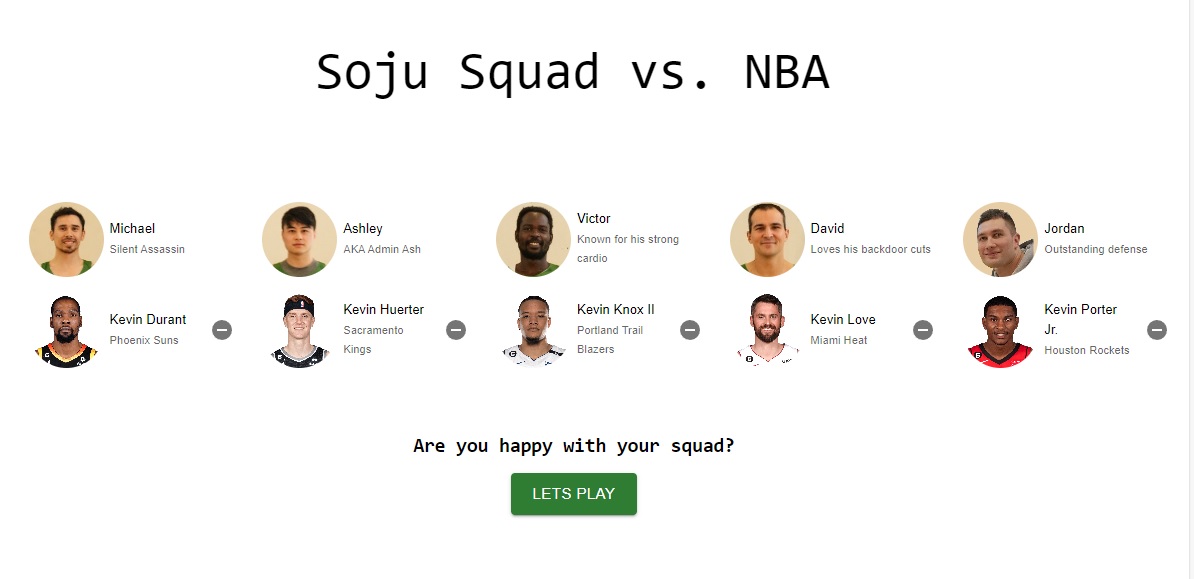 Soju Squad vs. NBA
Michael
Silent Assassin
Ashley
AKA Admin Ash
Victor
Known for his strong
cardio
David
Loves his backdoor cuts
Jordan
Outstanding defense
Kevin Durant
Phoenix Suns
Kevin Huerter
Sacramento
Kings
Kevin Knox II
Portland Trail
Blazers
Kevin Love
Miami Heat
Kevin Porter
Jr.
Houston Rockets
Are you happy with your squad?
LETS PLAY